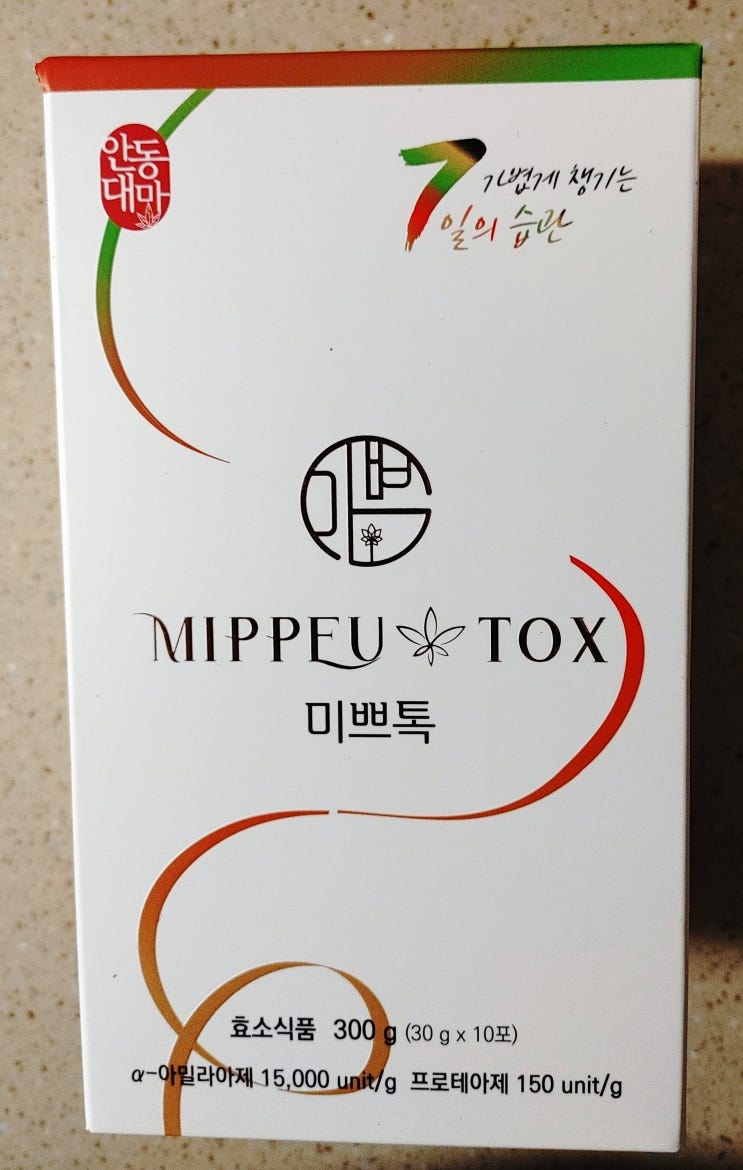 안동
대마
7 가볍게 챙기는
일의 습관
MIPPEU TOX
미쁘톡
효소식품 300 g (30 g x 10포)
α-아밀라아제 15,000 unit/g 프로테아제 150 unit/g